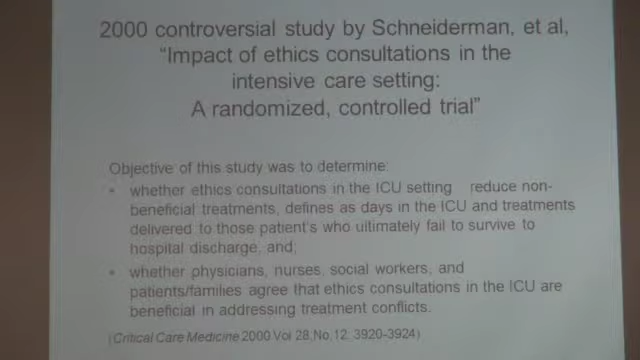 2000 controversial study by Schneiderman, et al,
"Impact of ethics consultations in the
intensive care setting:
A randomized, controlled trial"
Objective of this study was to determine:
• whether ethics consultations in the ICU setting reduce non-
beneficial treatments, defines as days in the ICU and treatments
delivered to those patient's who ultimately fail to survive to
hospital discharge, and;
• whether physicians, nurses, social workers, and
patients/families agree that ethics consultations in the ICU are
beneficial in addressing treatment conflicts.
(Critical Care Medicine 2000 Vol 28,No,12, 3920-3924)